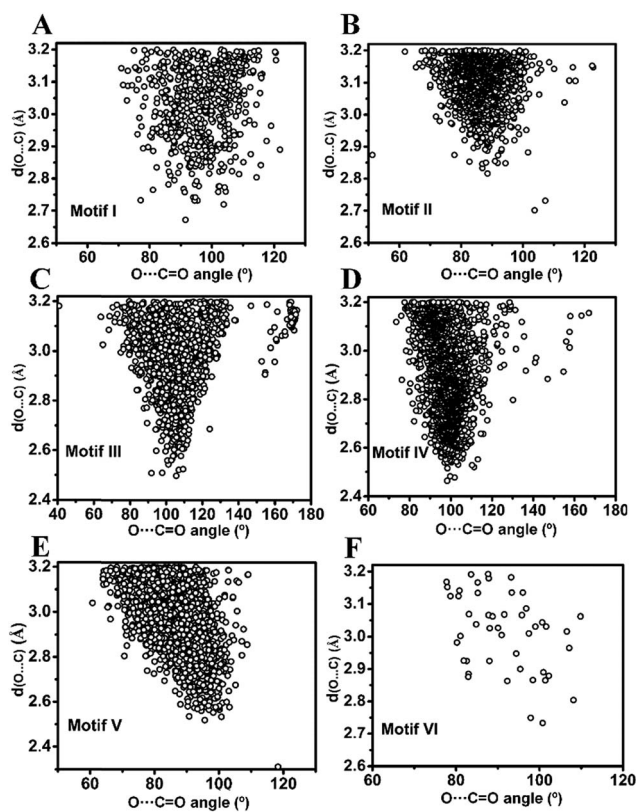 A
3.2
3.1
3.0
2.9
2.8
2.7
2.6
d(O...C) (Å)
Motif I
60 80 100 120
O···C=O angle (º)
B
3.2
3.1
3.0
2.9
2.8
2.7
2.6
d(O...C) (Å)
Motif II
60 80 100 120
O···C=O angle (º)
C
3.2
3.0
2.8
2.6
2.4
d(O...C) (Å)
Motif III
40 60 80 100 120 140 160 180
O···C=O angle (º)
D
3.2
3.0
2.8
2.6
2.4
d(O...C) (Å)
Motif IV
60 80 100 120 140 160 180
O···C=O angle (º)
E
3.2
3.0
2.8
2.6
2.4
2.2
d(O...C) (Å)
Motif V
60 80 100 120
O···C=O angle (º)
F
3.2
3.1
3.0
2.9
2.8
2.7
2.6
d(O...C) (Å)
Motif VI
60 80 100 120
O···C=O angle (º)